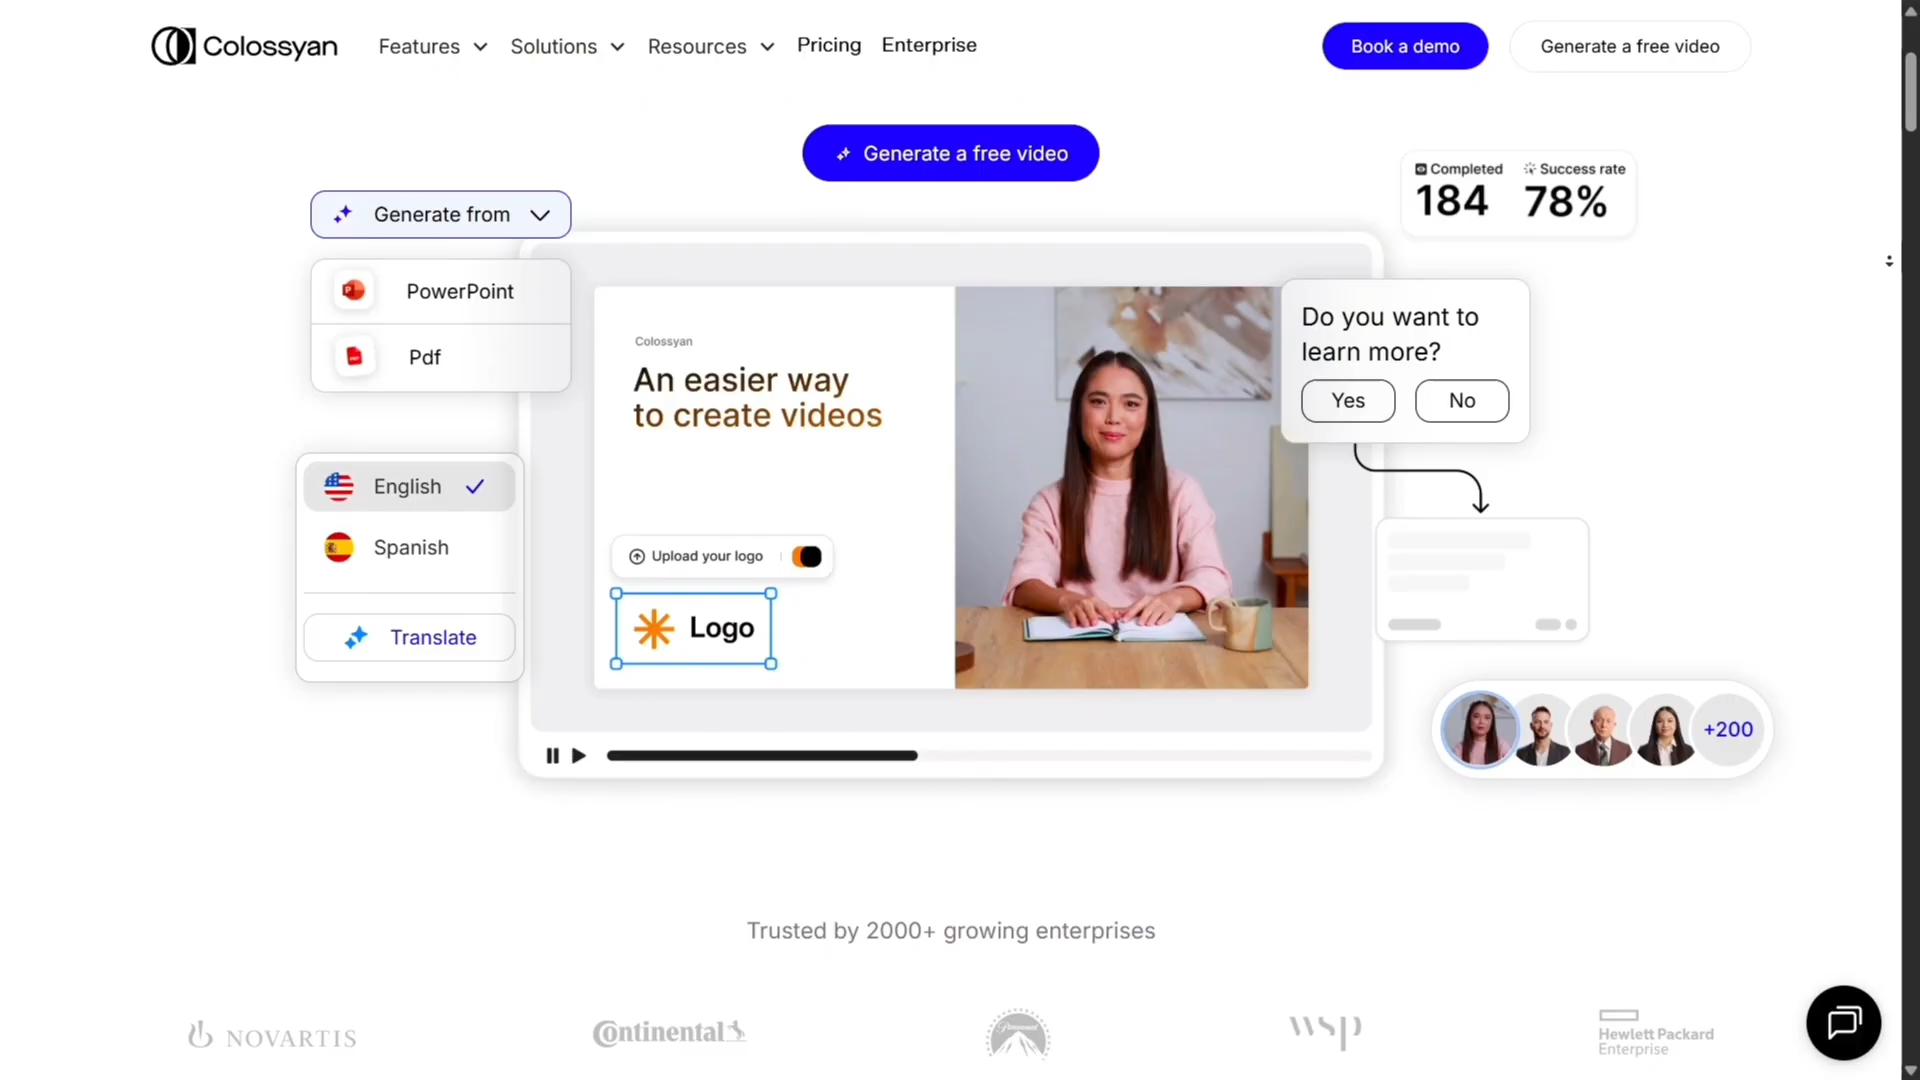 Colossyan
Features
Solutions
Resources
Pricing
Enterprise
Book a demo
Generate a free video
Generate a free video
Completed
184
Success rate
78%
Generate from
PowerPoint
Pdf
English
Spanish
Translate
Colossyan
An easier way
to create videos
Upload your logo
Logo
Do you want to
learn more?
Yes
No
+200
Trusted by 2000+ growing enterprises
NOVARTIS
Continental
Paramount
wsp
Hewlett Packard
Enterprise